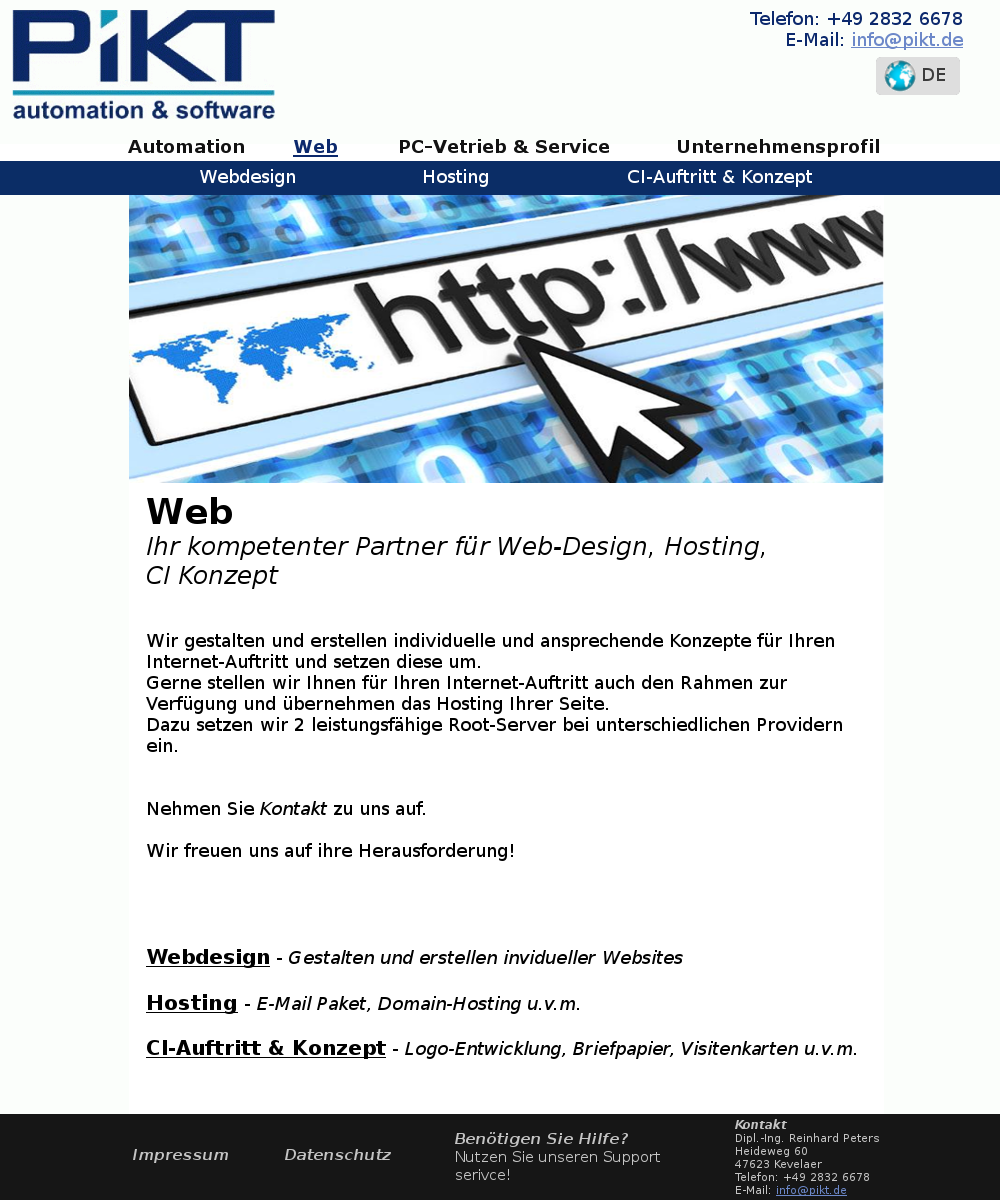 PiKT
automation & software
Telefon: +49 2832 6678
E-Mail: info@pikt.de
DE
Automation Web PC-Vetrieb & Service Unternehmensprofil
Webdesign Hosting CI-Auftritt & Konzept
http://www
Web
Ihr kompetenter Partner für Web-Design, Hosting,
CI Konzept
Wir gestalten und erstellen individuelle und ansprechende Konzepte für Ihren
Internet-Auftritt und setzen diese um.
Gerne stellen wir Ihnen für Ihren Internet-Auftritt auch den Rahmen zur
Verfügung und übernehmen das Hosting Ihrer Seite.
Dazu setzen wir 2 leistungsfähige Root-Server bei unterschiedlichen Providern
ein.
Nehmen Sie Kontakt zu uns auf.
Wir freuen uns auf ihre Herausforderung!
Webdesign - Gestalten und erstellen invidueller Websites
Hosting - E-Mail Paket, Domain-Hosting u.v.m.
CI-Auftritt & Konzept - Logo-Entwicklung, Briefpapier, Visitenkarten u.v.m.
Impressum
Datenschutz
Benötigen Sie Hilfe?
Nutzen Sie unseren Support
serivce!
Kontakt
Dipl.-Ing. Reinhard Peters
Heideweg 60
47623 Kevelaer
Telefon: +49 2832 6678
E-Mail: info@pikt.de